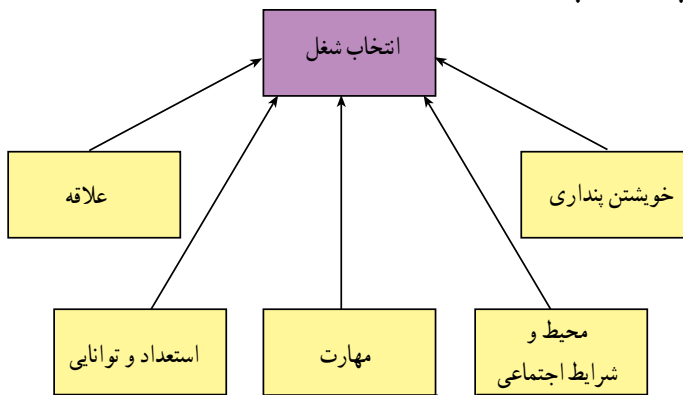 انتخاب شغل
خویشتن پنداری
علاقه
محیط و
شرایط اجتماعی
مهارت
استعداد و توانایی